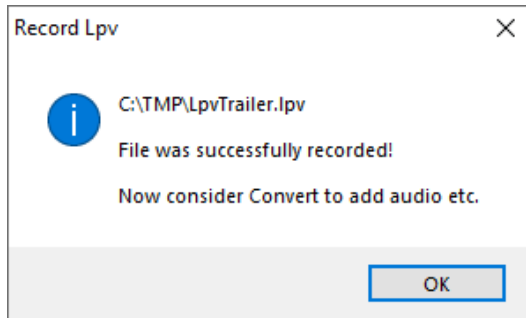 Record Lpv
C:\TMP\LpvTrailer.lpv
File was successfully recorded!
Now consider Convert to add audio etc.
OK